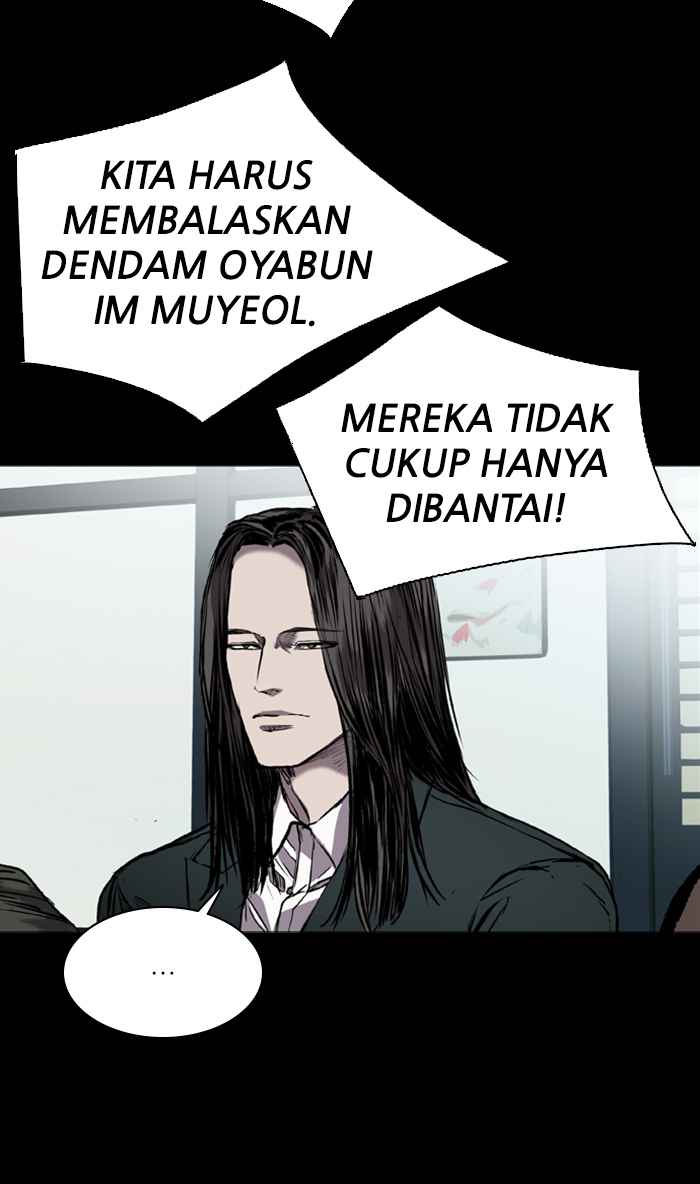 KITA HARUS
MEMBALASKAN
DENDAM OYABUN
IM MUYEOL.
MEREKA TIDAK
CUKUP HANYA
DIBANTAI!
...